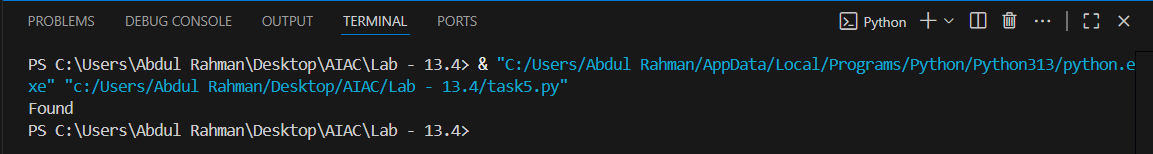 PROBLEMS DEBUG CONSOLE OUTPUT TERMINAL PORTS Python
PS C:\Users\Abdul Rahman\Desktop\AIAC\Lab - 13.4> & "C:/Users/Abdul Rahman/AppData/Local/Programs/Python/Python313/python.e
xe" "c:/Users/Abdul Rahman/Desktop/AIAC/Lab - 13.4/task5.py"
Found
PS C:\Users\Abdul Rahman\Desktop\AIAC\Lab - 13.4>